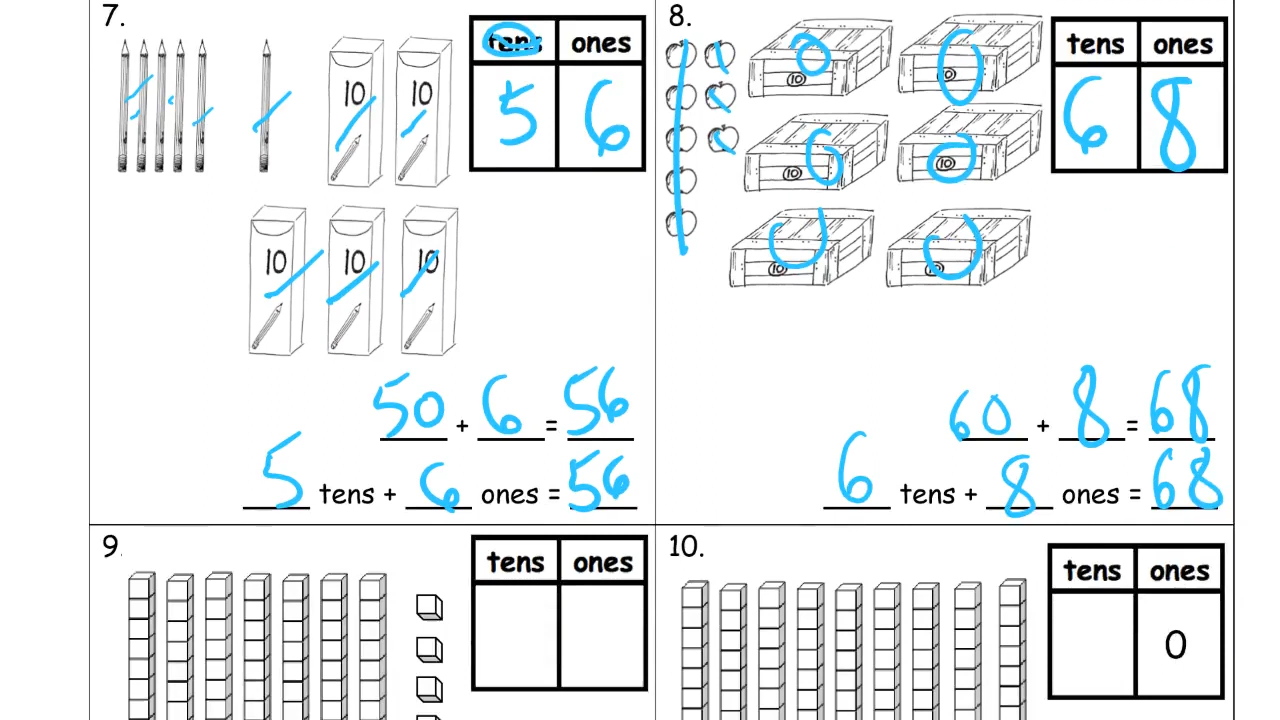 7.
tens ones
5 6
10 10
10 10 10
50 + 6 = 56
5 tens + 6 ones = 56
8.
tens ones
6 8
10 10
10 10
10 10
60 + 8 = 68
6 tens + 8 ones = 68
9.
tens ones
10.
tens ones
0